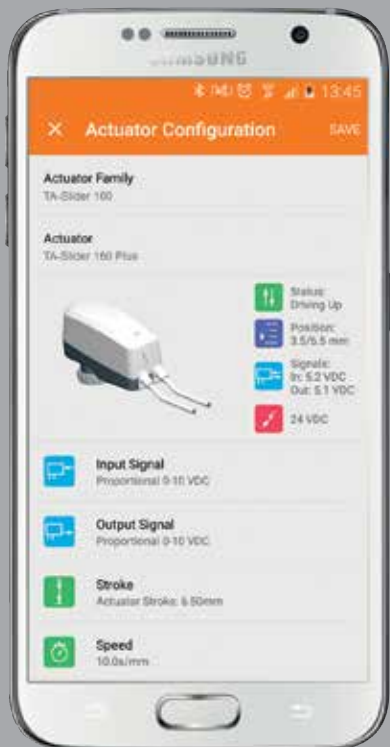 SAMSUNG
13:45
Actuator Configuration
SAVE
Actuator Family
TA-Slider 160
Actuator
TA-Slider 160 Plus
Status:
Driving Up
Position:
3.5/6.5 mm
Signals:
In: 5.2 VDC
Out: 5.1 VDC
24 VDC
Input Signal
Proportional 0-10 VDC
Output Signal
Proportional 0-10 VDC
Stroke
Actuator Stroke: 6.50mm
Speed
10.0s/mm